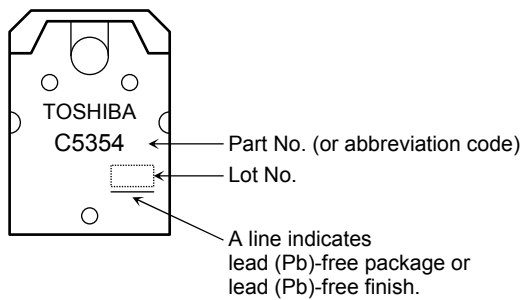 TOSHIBA
C5354
Part No. (or abbreviation code)
Lot No.
A line indicates
lead (Pb)-free package or
lead (Pb)-free finish.